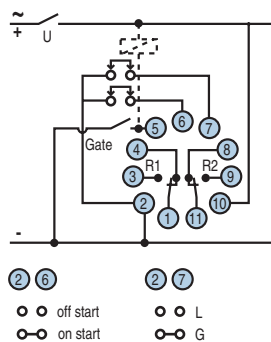 ~
+ U
6 7
5
Gate
4 8
3 R1 R2 9
2 10
1 11
-
2 6 2 7
off start L
on start G